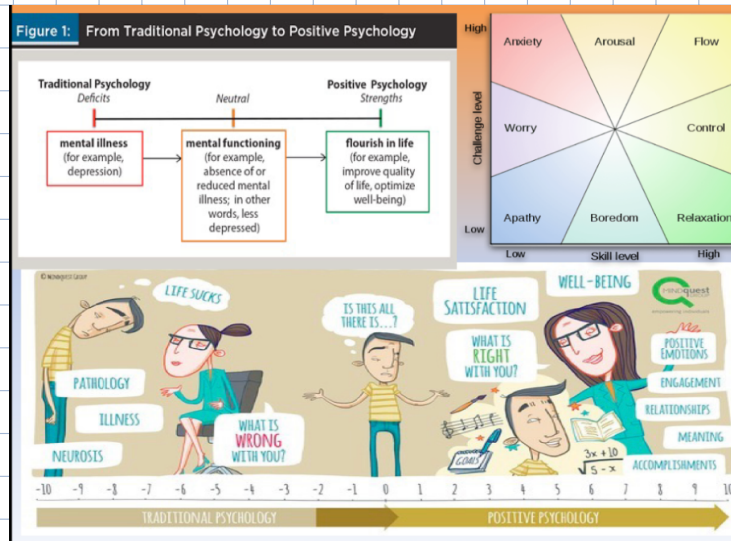 Figure 1: From Traditional Psychology to Positive Psychology
Traditional Psychology
Deficits
Neutral
Positive Psychology
Strengths
mental illness
(for example,
depression)
mental functioning
(for example,
absence of or
reduced mental
illness; in other
words, less
depressed)
flourish in life
(for example,
improve quality
of life, optimize
well-being)
High
Challenge level
Low
Anxiety
Arousal
Flow
Worry
Control
Apathy
Boredom
Relaxation
Low
Skill level
High
LIFE SUCKS
PATHOLOGY
ILLNESS
NEUROSIS
WHAT IS
WRONG
WITH YOU?
IS THIS ALL
THERE IS...?
LIFE
SATISFACTION
WELL-BEING
WHAT IS
RIGHT
WITH YOU?
GOALS
3x + 10
5 - x
MINDquest
POSITIVE
EMOTIONS
ENGAGEMENT
RELATIONSHIPS
MEANING
ACCOMPLISHMENTS
-10 -9 -8 -7 -6 -5 -4 -3 -2 -1 0 1 2 3 4 5 6 7 8 9 10
TRADITIONAL PSYCHOLOGY
POSITIVE PSYCHOLOGY